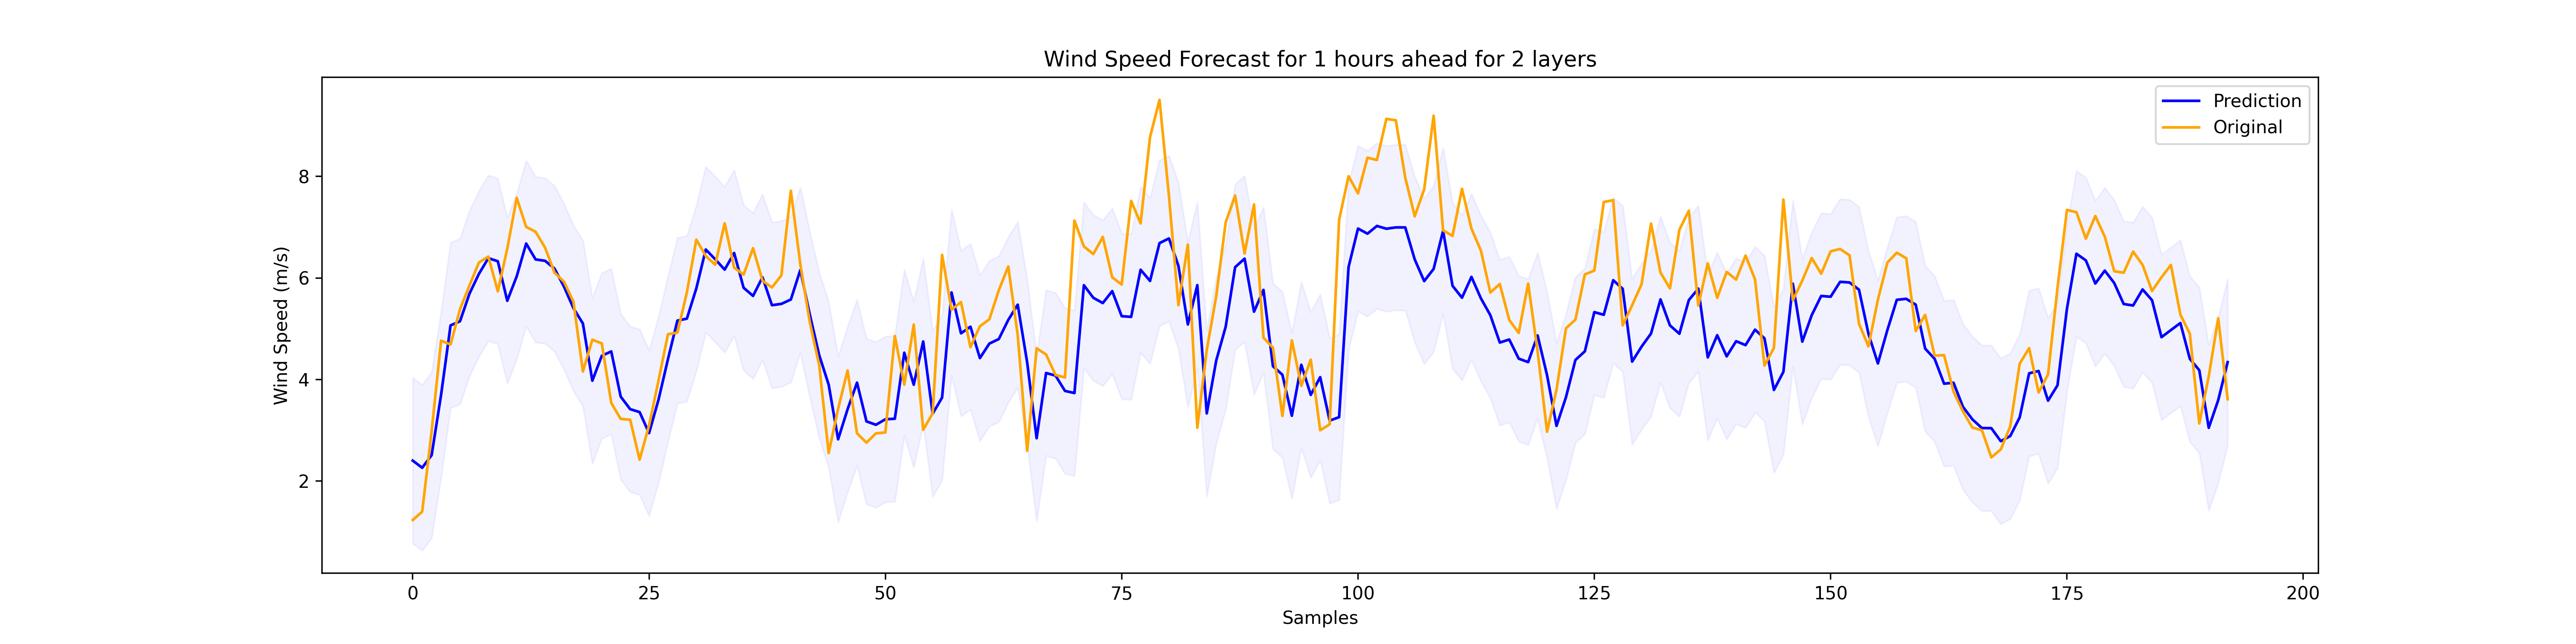 Wind Speed Forecast for 1 hours ahead for 2 layers
Prediction
Original
Wind Speed (m/s)
8
6
4
2
0 25 50 75 100 125 150 175 200
Samples